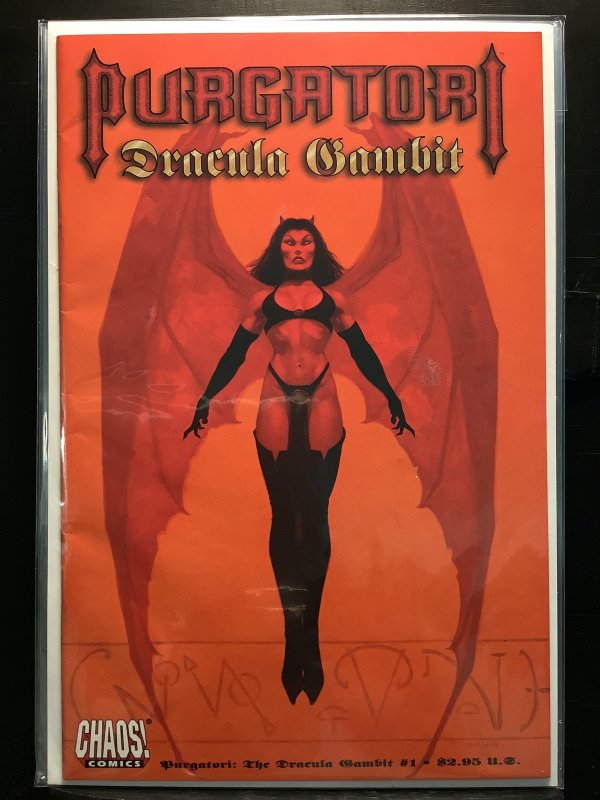 PURGATORI
Dracula Gambit
CHAOS!®
COMICS
Purgatori: The Dracula Gambit #1 • $2.95 U.S.